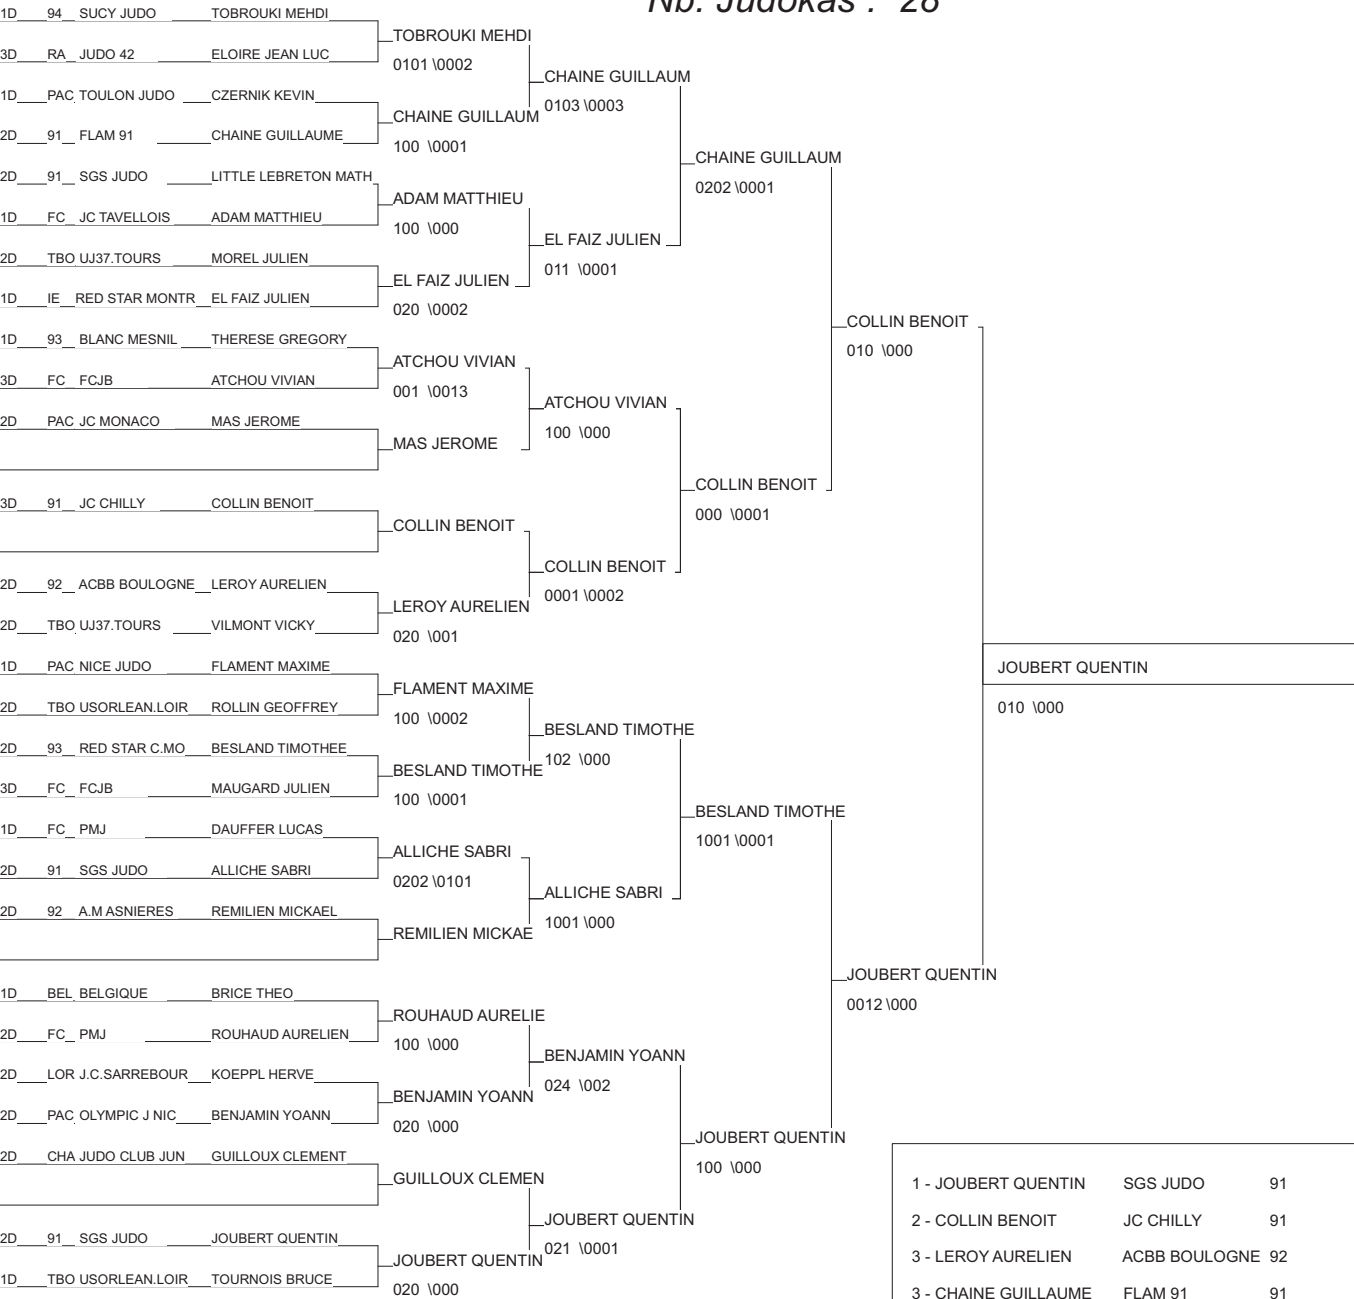 Nb. Judokas : 28
1D 94 SUCY JUDO TOBROUKI MEHDI
TOBROUKI MEHDI
3D RA JUDO 42 ELOIRE JEAN LUC
0101 \0002
CHAINE GUILLAUM
1D PAC TOULON JUDO CZERNIK KEVIN
0103 \0003
CHAINE GUILLAUM
2D 91 FLAM 91 CHAINE GUILLAUME
100 \0001
CHAINE GUILLAUM
2D 91 SGS JUDO LITTLE LEBRETON MATH
0202 \0001
ADAM MATTHIEU
1D FC JC TAVELLOIS ADAM MATTHIEU
100 \000
EL FAIZ JULIEN
2D TBO UJ37.TOURS MOREL JULIEN
011 \0001
EL FAIZ JULIEN
1D IE RED STAR MONTR EL FAIZ JULIEN
020 \0002
COLLIN BENOIT
1D 93 BLANC MESNIL THERESE GREGORY
010 \000
ATCHOU VIVIAN
3D FC FCJB ATCHOU VIVIAN
001 \0013
ATCHOU VIVIAN
2D PAC JC MONACO MAS JEROME
100 \000
MAS JEROME
COLLIN BENOIT
3D 91 JC CHILLY COLLIN BENOIT
000 \0001
COLLIN BENOIT
COLLIN BENOIT
2D 92 ACBB BOULOGNE LEROY AURELIEN
0001 \0002
LEROY AURELIEN
2D TBO UJ37.TOURS VILMONT VICKY
020 \001
1D PAC NICE JUDO FLAMENT MAXIME
JOUBERT QUENTIN
FLAMENT MAXIME
2D TBO USORLEAN.LOIR ROLLIN GEOFFREY
010 \000
100 \0002
BESLAND TIMOTHE
2D 93 RED STAR C.MO BESLAND TIMOTHEE
102 \000
BESLAND TIMOTHE
3D FC FCJB MAUGARD JULIEN
100 \0001
BESLAND TIMOTHE
1D FC PMJ DAUFFER LUCAS
1001 \0001
ALLICHE SABRI
2D 91 SGS JUDO ALLICHE SABRI
0202 \0101
ALLICHE SABRI
2D 92 A.M ASNIERES REMILIEN MICKAEL
1001 \000
REMILIEN MICKAE
JOUBERT QUENTIN
1D BEL BELGIQUE BRICE THEO
0012 \000
ROUHAUD AURELIE
2D FC PMJ ROUHAUD AURELIEN
100 \000
BENJAMIN YOANN
2D LOR J.C.SARREBOUR KOEPPL HERVE
024 \002
BENJAMIN YOANN
2D PAC OLYMPIC J NIC BENJAMIN YOANN
020 \000
JOUBERT QUENTIN
2D CHA JUDO CLUB JUN GUILLOUX CLEMENT
100 \000
GUILLOUX CLEMEN
1 - JOUBERT QUENTIN SGS JUDO 91
JOUBERT QUENTIN
2 - COLLIN BENOIT JC CHILLY 91
2D 91 SGS JUDO JOUBERT QUENTIN
021 \0001
JOUBERT QUENTIN
3 - LEROY AURELIEN ACBB BOULOGNE 92
1D TBO USORLEAN.LOIR TOURNOIS BRUCE
020 \000
3 - CHAINE GUILLAUME FLAM 91 91